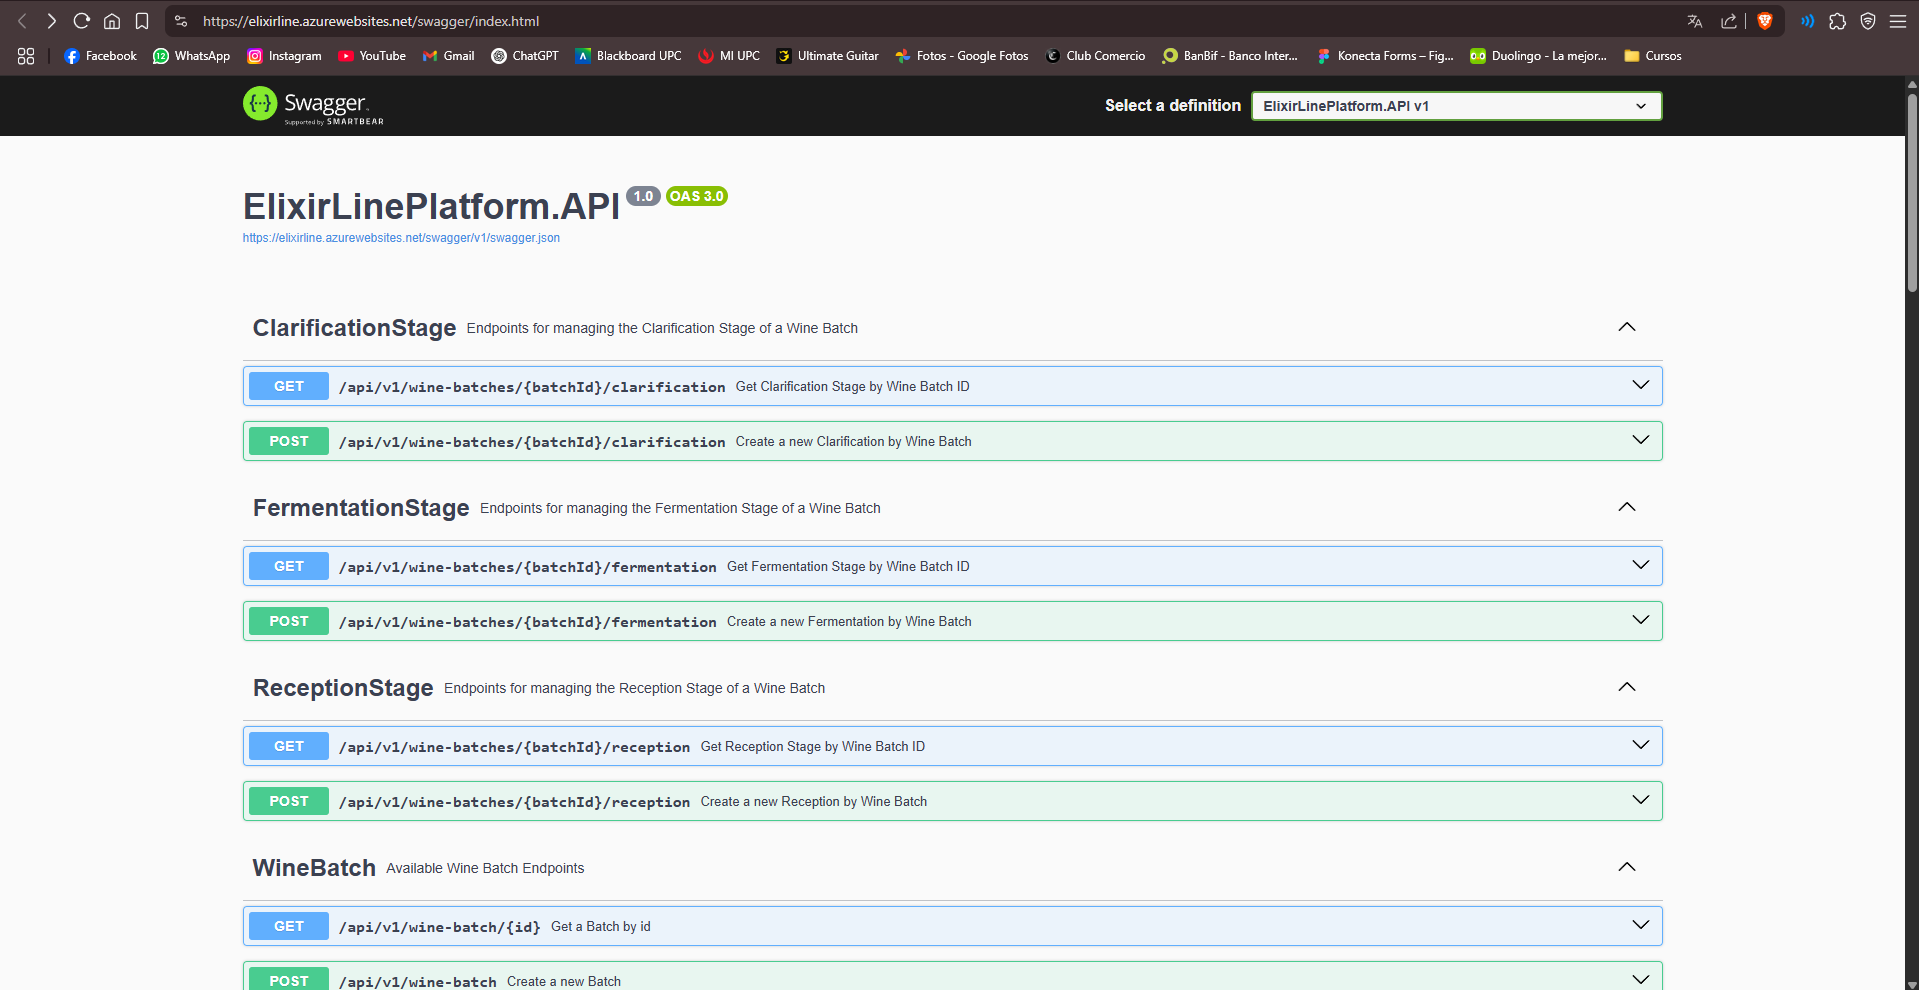 https://elixirline.azurewebsites.net/swagger/index.html
Facebook 12 WhatsApp Instagram YouTube Gmail ChatGPT Blackboard UPC MI UPC Ultimate Guitar Fotos - Google Fotos Club Comercio BanBif - Banco Inter... Konecta Forms – Fig... Duolingo - La mejor... Cursos
{···} Swagger™ Select a definition ElixirLinePlatform.API v1
Supported by SMARTBEAR
ElixirLinePlatform.API 1.0 OAS 3.0
https://elixirline.azurewebsites.net/swagger/v1/swagger.json
ClarificationStage Endpoints for managing the Clarification Stage of a Wine Batch
GET /api/v1/wine-batches/{batchId}/clarification Get Clarification Stage by Wine Batch ID
POST /api/v1/wine-batches/{batchId}/clarification Create a new Clarification by Wine Batch
FermentationStage Endpoints for managing the Fermentation Stage of a Wine Batch
GET /api/v1/wine-batches/{batchId}/fermentation Get Fermentation Stage by Wine Batch ID
POST /api/v1/wine-batches/{batchId}/fermentation Create a new Fermentation by Wine Batch
ReceptionStage Endpoints for managing the Reception Stage of a Wine Batch
GET /api/v1/wine-batches/{batchId}/reception Get Reception Stage by Wine Batch ID
POST /api/v1/wine-batches/{batchId}/reception Create a new Reception by Wine Batch
WineBatch Available Wine Batch Endpoints
GET /api/v1/wine-batch/{id} Get a Batch by id
POST /api/v1/wine-batch Create a new Batch